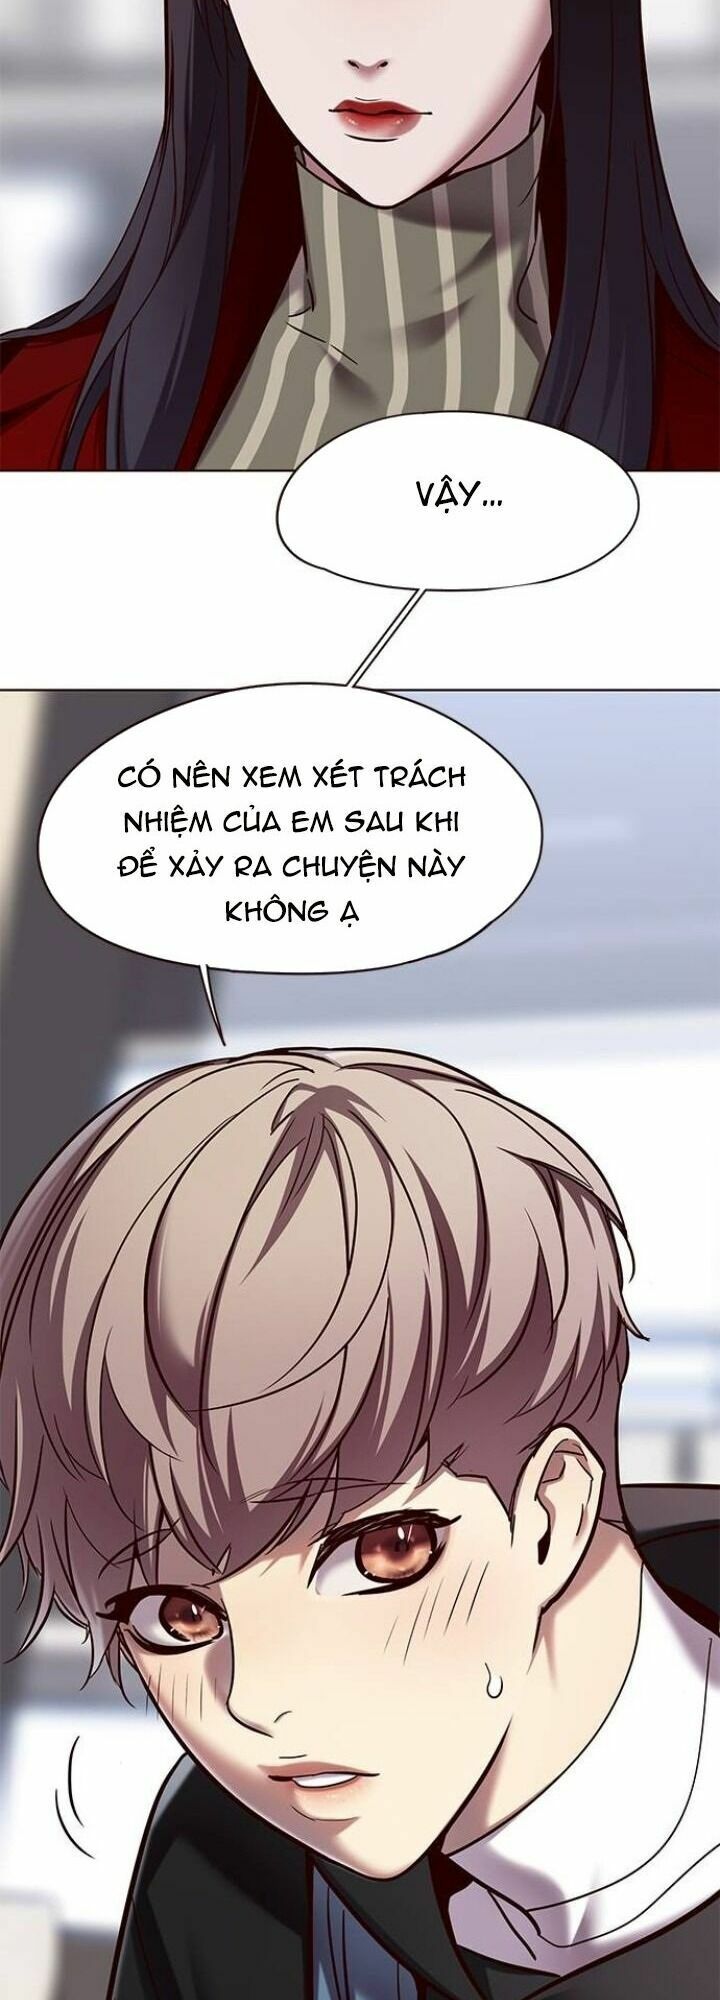 VẬY...
CÓ NÊN XEM XÉT TRÁCH
NHIỆM CỦA EM SAU KHI
ĐỂ XẢY RA CHUYỆN NÀY
KHÔNG Ạ